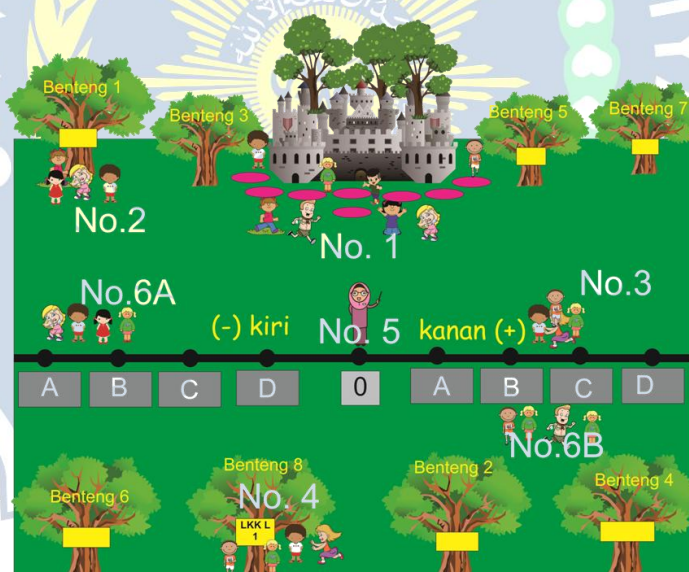 Benteng 1
Benteng 3
Benteng 5
Benteng 7
No.2
No. 1
No.6A
No.3
(-) kiri
No. 5
kanan (+)
A
B
C
D
0
A
B
C
D
No.6B
Benteng 6
Benteng 8
No. 4
LKK L
1
Benteng 2
Benteng 4